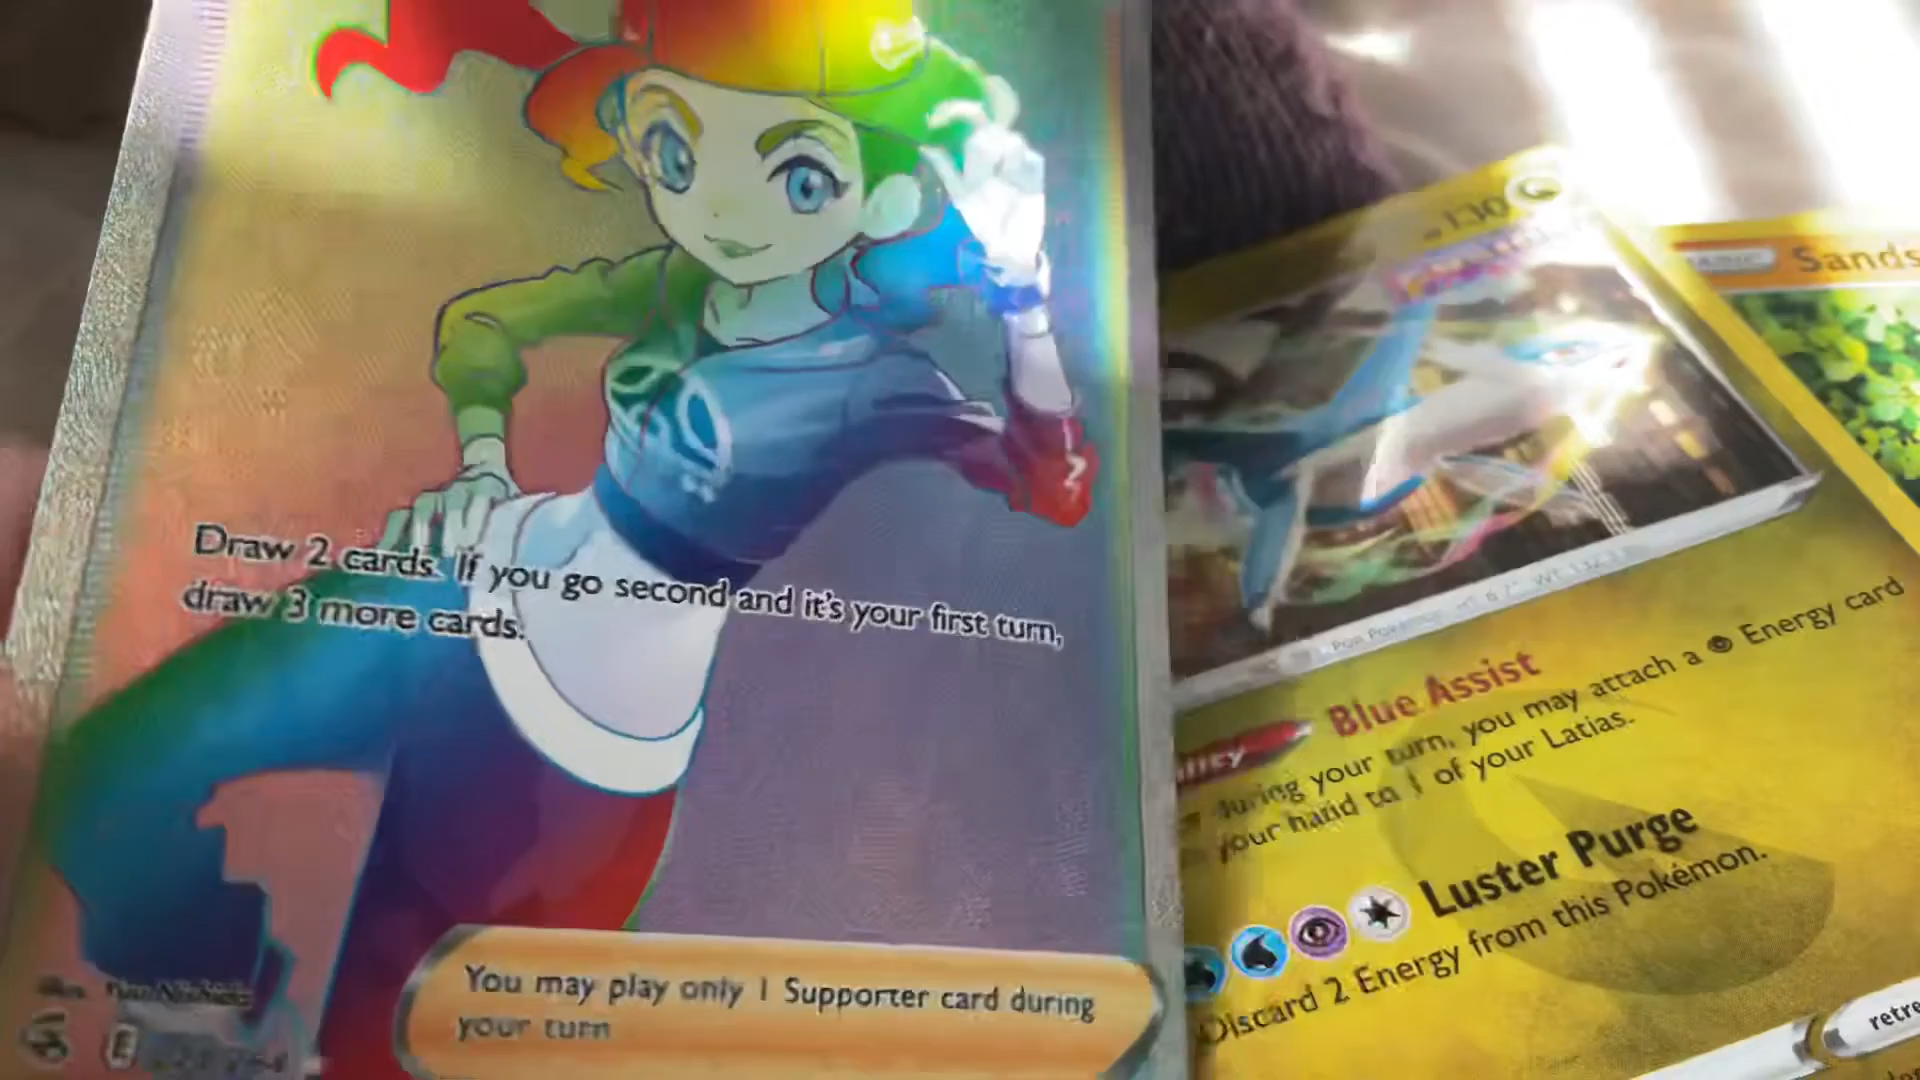 Draw 2 cards. If you go second and it's your first turn,
draw 3 more cards.
You may play only 1 Supporter card during
your turn
E
130
Sands
Blue Assist
during your turn, you may attach a Energy card
your hand to 1 of your Latias.
Luster Purge
Discard 2 Energy from this Pokémon.
retre